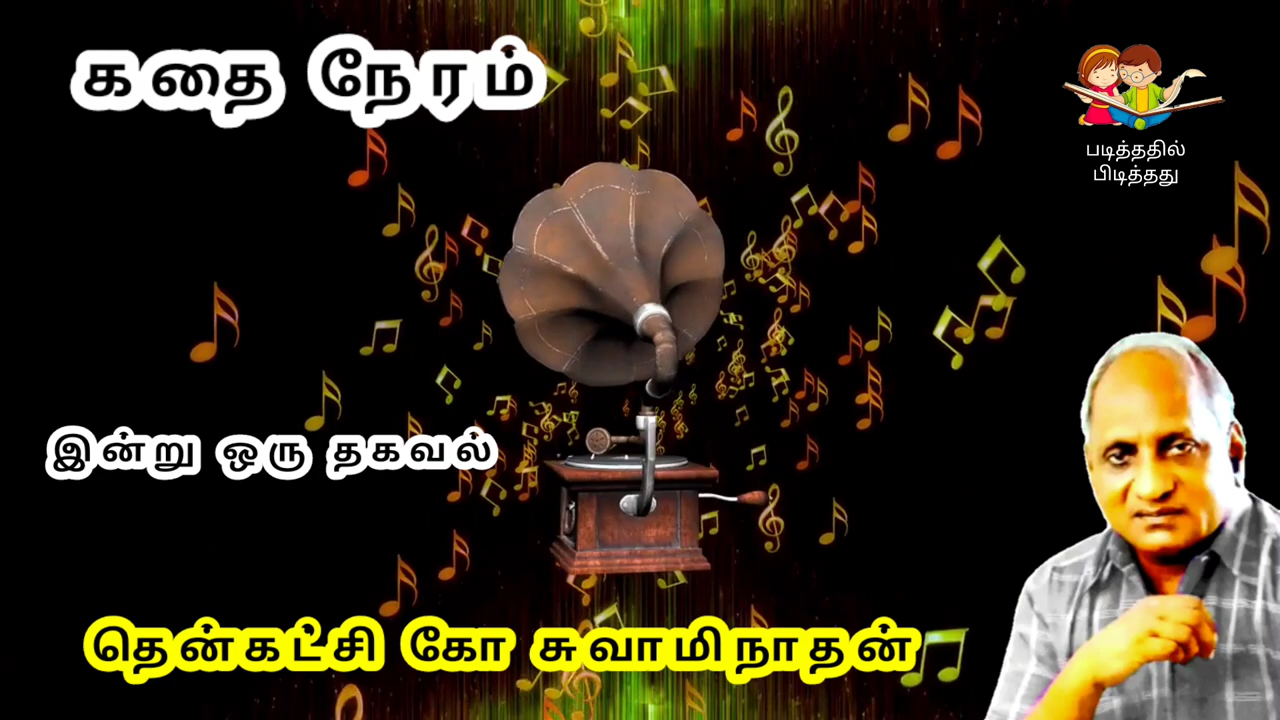 கதை நேரம்
படித்ததில்
பிடித்தது
இன்று ஒரு தகவல்
தென்கட்சி கோ சுவாமிநாதன்